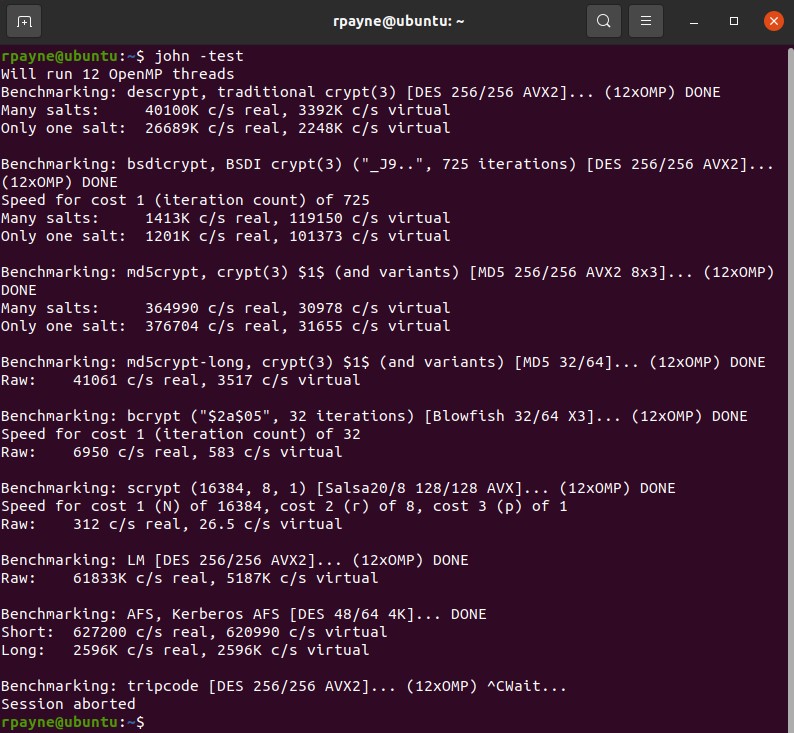 rpayne@ubuntu: ~
rpayne@ubuntu:~$ john -test
Will run 12 OpenMP threads
Benchmarking: descrypt, traditional crypt(3) [DES 256/256 AVX2]... (12xOMP) DONE
Many salts:     40100K c/s real, 3392K c/s virtual
Only one salt:  26689K c/s real, 2248K c/s virtual

Benchmarking: bsdicrypt, BSDI crypt(3) ("_J9..", 725 iterations) [DES 256/256 AVX2]...
(12xOMP) DONE
Speed for cost 1 (iteration count) of 725
Many salts:     1413K c/s real, 119150 c/s virtual
Only one salt:  1201K c/s real, 101373 c/s virtual

Benchmarking: md5crypt, crypt(3) $1$ (and variants) [MD5 256/256 AVX2 8x3]... (12xOMP)
DONE
Many salts:     364990 c/s real, 30978 c/s virtual
Only one salt:  376704 c/s real, 31655 c/s virtual

Benchmarking: md5crypt-long, crypt(3) $1$ (and variants) [MD5 32/64]... (12xOMP) DONE
Raw:    41061 c/s real, 3517 c/s virtual

Benchmarking: bcrypt ("$2a$05", 32 iterations) [Blowfish 32/64 X3]... (12xOMP) DONE
Speed for cost 1 (iteration count) of 32
Raw:    6950 c/s real, 583 c/s virtual

Benchmarking: scrypt (16384, 8, 1) [Salsa20/8 128/128 AVX]... (12xOMP) DONE
Speed for cost 1 (N) of 16384, cost 2 (r) of 8, cost 3 (p) of 1
Raw:    312 c/s real, 26.5 c/s virtual

Benchmarking: LM [DES 256/256 AVX2]... (12xOMP) DONE
Raw:    61833K c/s real, 5187K c/s virtual

Benchmarking: AFS, Kerberos AFS [DES 48/64 4K]... DONE
Short:  627200 c/s real, 620990 c/s virtual
Long:   2596K c/s real, 2596K c/s virtual

Benchmarking: tripcode [DES 256/256 AVX2]... (12xOMP) ^CWait...
Session aborted
rpayne@ubuntu:~$